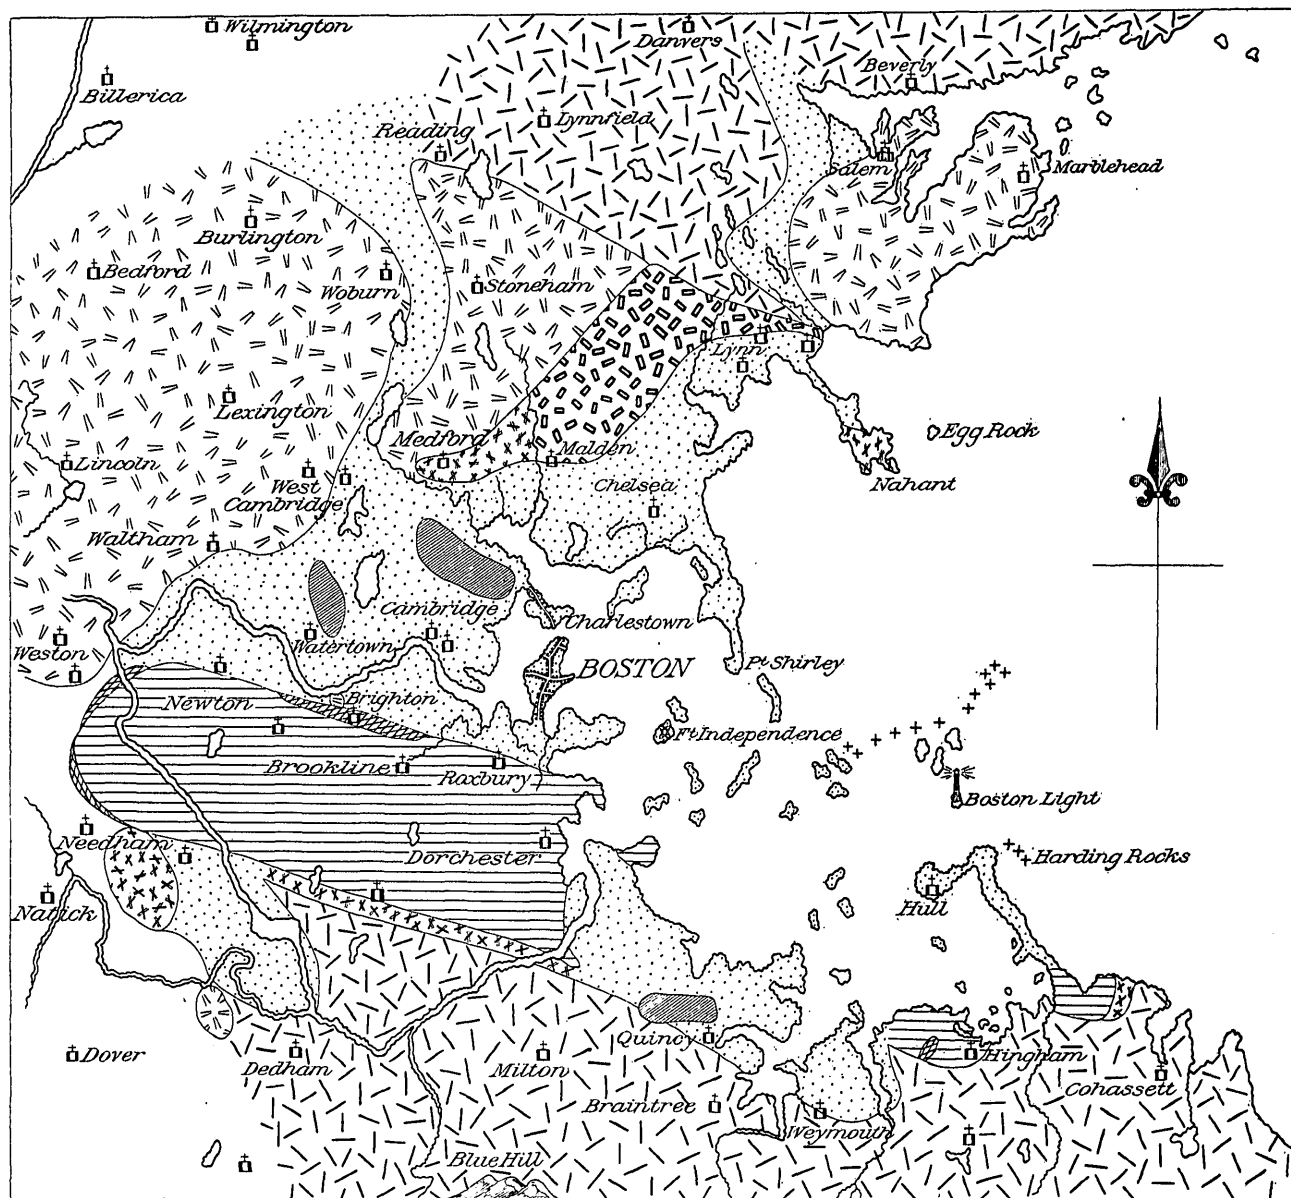 Wilmington
Danvers
Billerica
Beverly
Lynnfield
Reading
Salem
Marblehead
Burlington
Bedford
Woburn
Stoneham
Lynn
Lexington
Medford
Malden
Egg Rock
Lincoln
West
Cambridge
Chelsea
Nahant
Waltham
Cambridge
Charlestown
Watertown
Weston
BOSTON
Pt. Shirley
Newton
Brighton
Ft. Independence
Brookline
Roxbury
Boston Light
Needham
Dorchester
Harding Rocks
Natick
Hull
Quincy
Dover
Dedham
Milton
Hingham
Cohassett
Braintree
Weymouth
Blue Hill